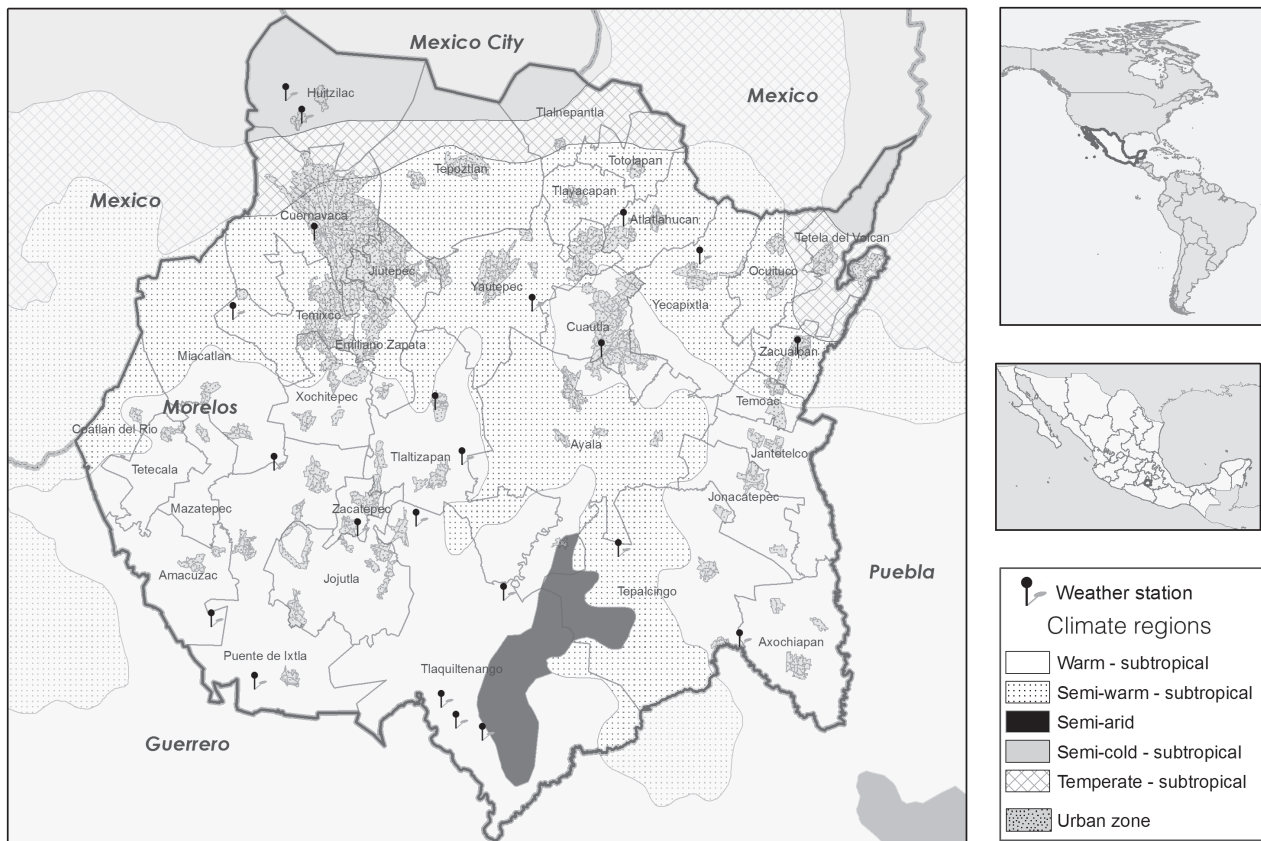 Mexico City
Huitzilac
Mexico
Tlalnepantla
Tepoztlan
Totolapan
Tlayacapan
Mexico
Cuernavaca
Atlatlahucan
Tetela del Volcan
Jiutepec
Ocuituco
Yautepec
Yecapixtla
Temixco
Cuautla
Emiliano Zapata
Miacatlan
Zacualpan
Xochitepec
Temoac
Morelos
Coatlan del Rio
Ayala
Jantetelco
Tlaltizapan
Tetecala
Jonacatepec
Mazatepec
Zacatepec
Amacuzac
Jojutla
Puebla
Tepalcingo
Axochiapan
Puente de Ixtla
Tlaquiltenango
Guerrero
Weather station
Climate regions
Warm - subtropical
Semi-warm - subtropical
Semi-arid
Semi-cold - subtropical
Temperate - subtropical
Urban zone